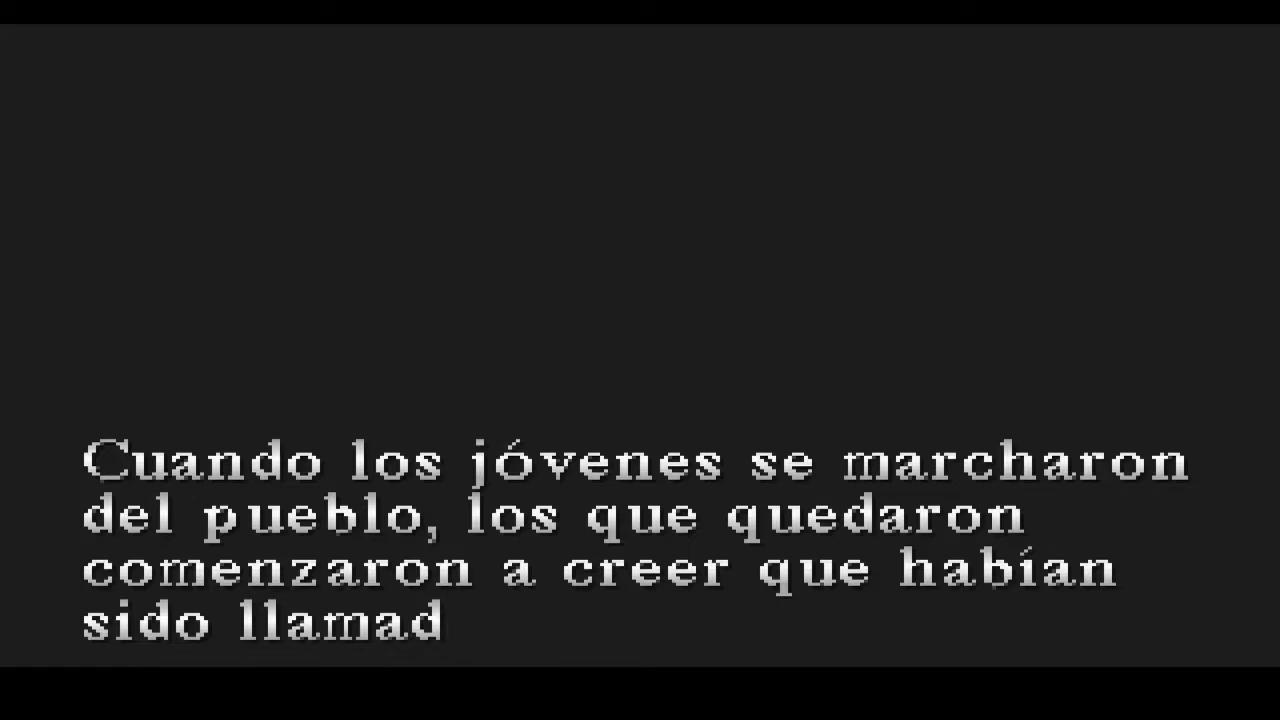 Cuando los jóvenes se marcharon
del pueblo, los que quedaron
comenzaron a creer que habían
sido llamad